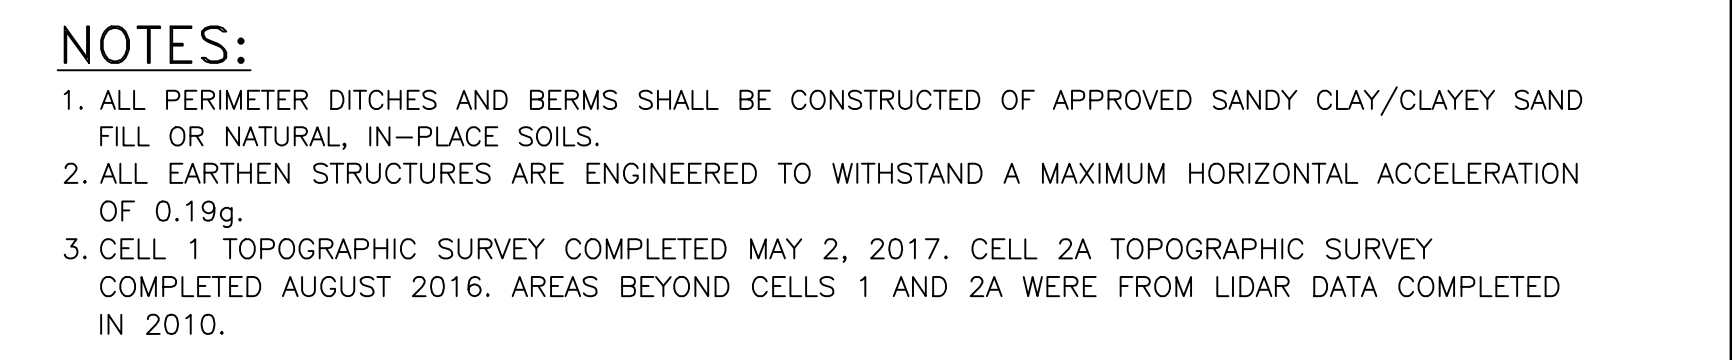 NOTES:
1. ALL PERIMETER DITCHES AND BERMS SHALL BE CONSTRUCTED OF APPROVED SANDY CLAY/CLAYEY SAND
FILL OR NATURAL, IN-PLACE SOILS.
2. ALL EARTHEN STRUCTURES ARE ENGINEERED TO WITHSTAND A MAXIMUM HORIZONTAL ACCELERATION
OF 0.19g.
3. CELL 1 TOPOGRAPHIC SURVEY COMPLETED MAY 2, 2017. CELL 2A TOPOGRAPHIC SURVEY
COMPLETED AUGUST 2016. AREAS BEYOND CELLS 1 AND 2A WERE FROM LIDAR DATA COMPLETED
IN 2010.